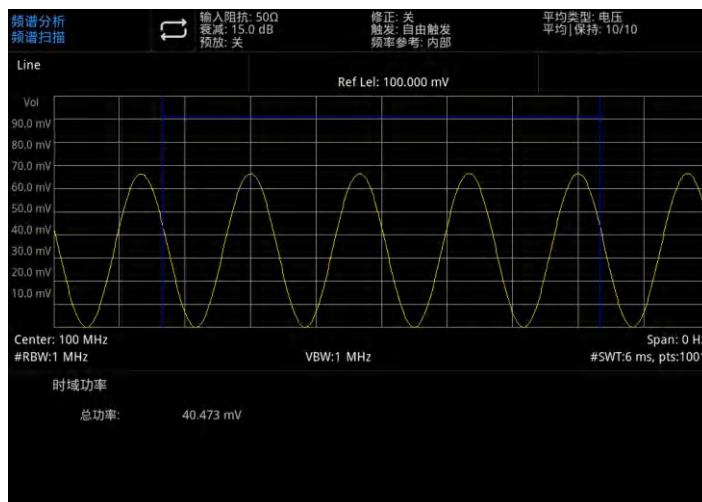 频谱分析
频谱扫描
输入阻抗: 50Ω
衰减: 15.0 dB
预放: 关
修正: 关
触发: 自由触发
频率参考: 内部
平均类型: 电压
平均|保持: 10/10
Line
Ref Lel: 100.000 mV
Vol
90.0 mV
80.0 mV
70.0 mV
60.0 mV
50.0 mV
40.0 mV
30.0 mV
20.0 mV
10.0 mV
Center: 100 MHz
Span: 0 H
#RBW:1 MHz
VBW:1 MHz
#SWT:6 ms, pts:1001
时域功率
总功率: 40.473 mV